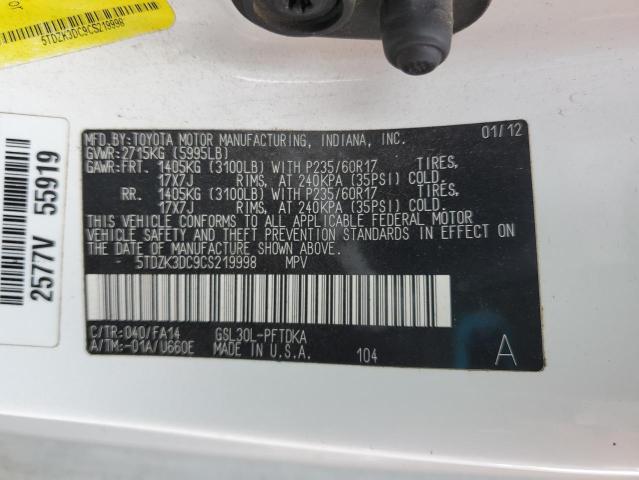 OT
5TDZK3DC9CS219998
2577V 55919
MFD.BY:TOYOTA MOTOR MANUFACTURING, INDIANA, INC. 01/12
GVWR:2715KG (5995LB)
GAWR:FRT. 1405KG (3100LB) WITH P235/60R17 TIRES,
17X7J RIMS, AT 240KPA (35PSI) COLD.
RR. 1405KG (3100LB) WITH P235/60R17 TIRES,
17X7J RIMS, AT 240KPA (35PSI) COLD.
THIS VEHICLE CONFORMS TO ALL APPLICABLE FEDERAL MOTOR
VEHICLE SAFETY AND THEFT PREVENTION STANDARDS IN EFFECT ON
THE DATE OF MANUFACTURE SHOWN ABOVE.
5TDZK3DC9CS219998 MPV
C/TR:040/FA14 GSL30L-PFTDKA
A/TM:-01A/U660E MADE IN U.S.A. 104
A